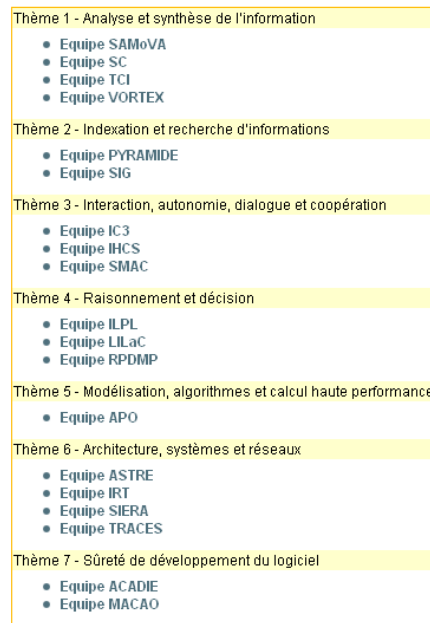 Thème 1 - Analyse et synthèse de l'information
Equipe SAMoVA
Equipe SC
Equipe TCI
Equipe VORTEX
Thème 2 - Indexation et recherche d'informations
Equipe PYRAMIDE
Equipe SIG
Thème 3 - Interaction, autonomie, dialogue et coopération
Equipe IC3
Equipe IHCS
Equipe SMAC
Thème 4 - Raisonnement et décision
Equipe ILPL
Equipe LILaC
Equipe RPDMP
Thème 5 - Modélisation, algorithmes et calcul haute performance
Equipe APO
Thème 6 - Architecture, systèmes et réseaux
Equipe ASTRE
Equipe IRT
Equipe SIERA
Equipe TRACES
Thème 7 - Sûreté de développement du logiciel
Equipe ACADIE
Equipe MACAO